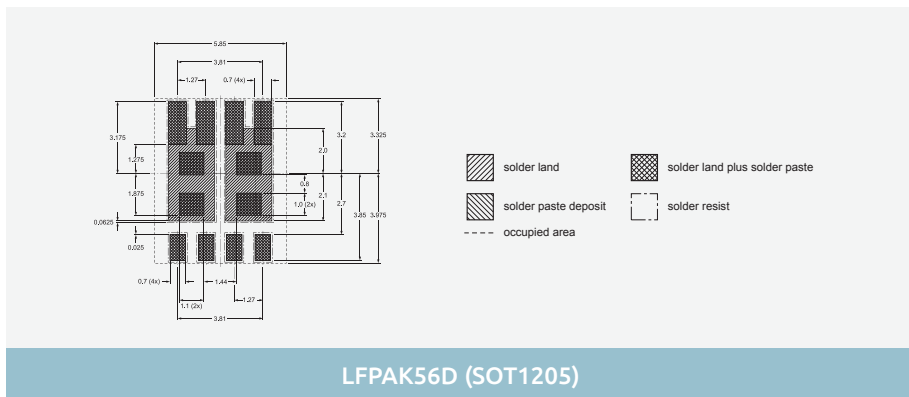 5.85
3.81
1.27
0.7 (4x)
3.175
3.2
3.325
2.0
1.275
0.8
1.875
2.1
1.0 (2x)
2.7
3.85
3.975
0.0625
0.025
0.7 (4x)
1.44
1.1 (2x)
1.27
3.81
solder land
solder land plus solder paste
solder paste deposit
solder resist
occupied area
LFPAK56D (SOT1205)